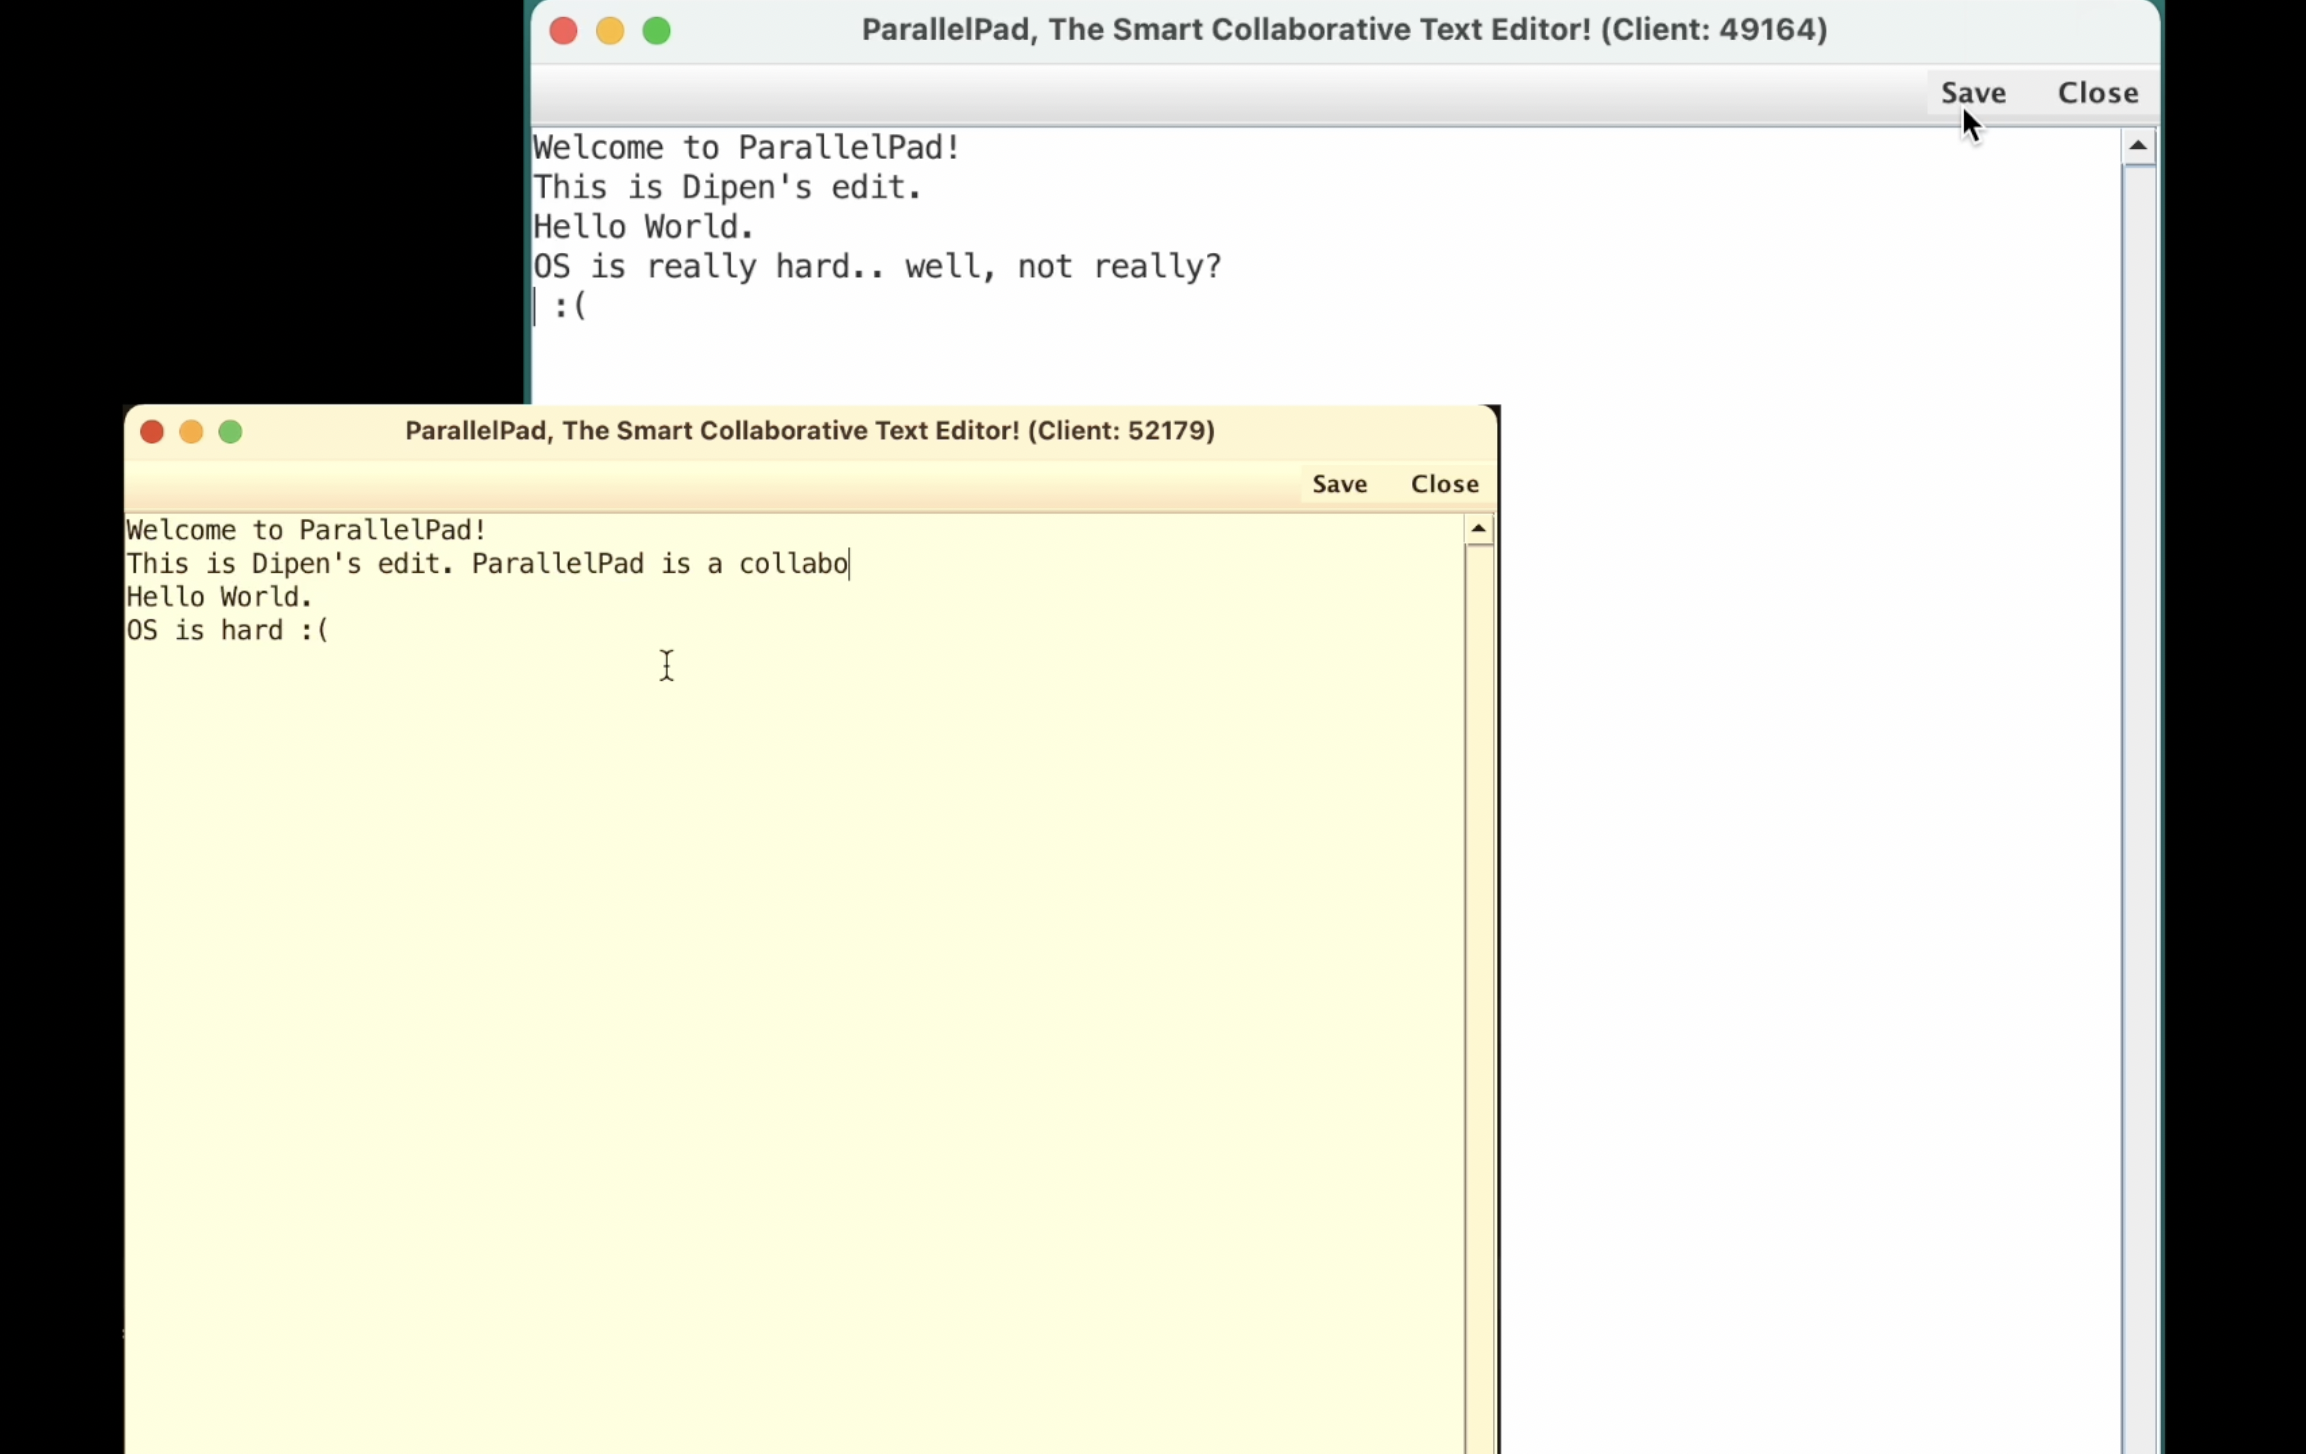 ParallelPad, The Smart Collaborative Text Editor! (Client: 49164)
Save Close
Welcome to ParallelPad!
This is Dipen's edit.
Hello World.
OS is really hard.. well, not really?
:(
ParallelPad, The Smart Collaborative Text Editor! (Client: 52179)
Save Close
Welcome to ParallelPad!
This is Dipen's edit. ParallelPad is a collabo
Hello World.
OS is hard :(